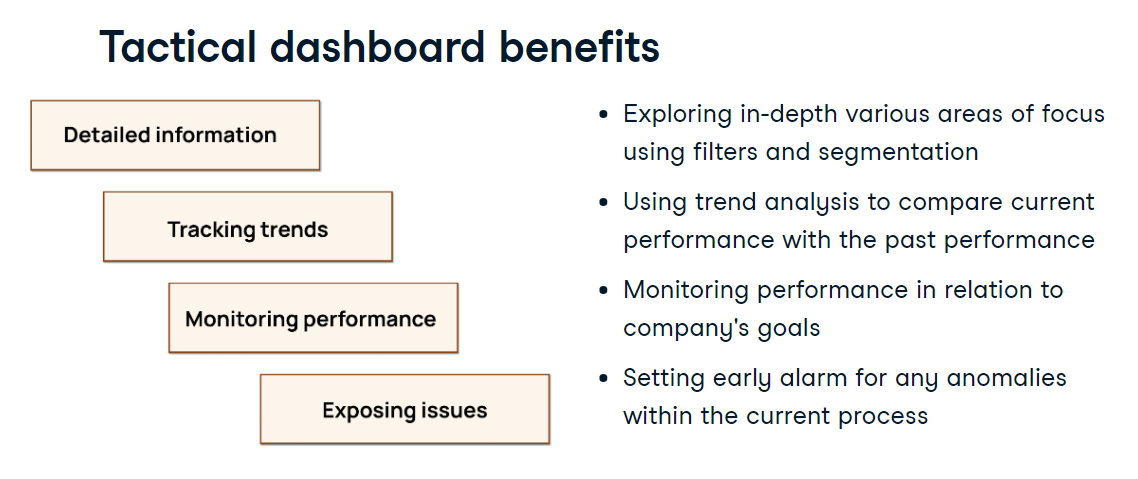 Tactical dashboard benefits
Detailed information
Tracking trends
Monitoring performance
Exposing issues
• Exploring in-depth various areas of focus
using filters and segmentation
• Using trend analysis to compare current
performance with the past performance
• Monitoring performance in relation to
company's goals
• Setting early alarm for any anomalies
within the current process